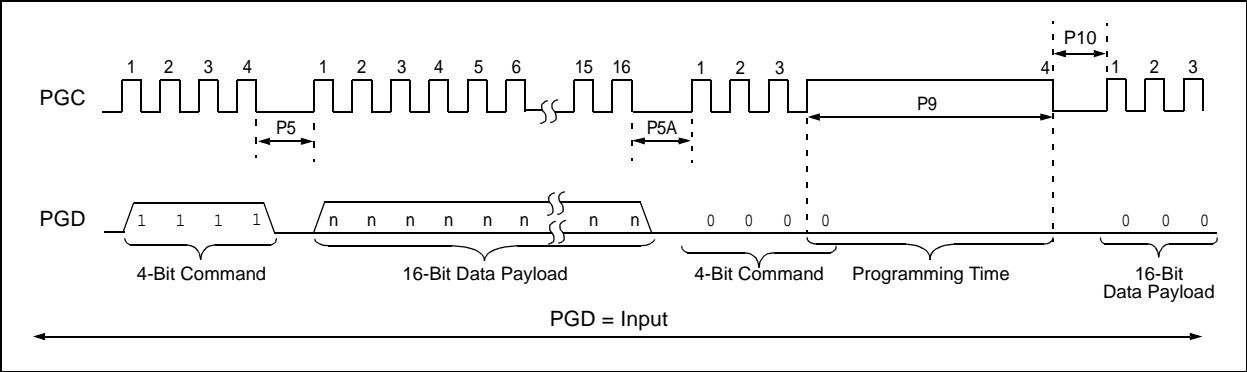 P10
1 2 3 4 1 2 3 4 5 6 15 16 1 2 3 4 1 2 3
PGC
P9
P5
P5A
PGD
1 1 1 1 n n n n n n n n 0 0 0 0 0 0 0
4-Bit Command
16-Bit Data Payload
4-Bit Command
Programming Time
16-Bit
Data Payload
PGD = Input